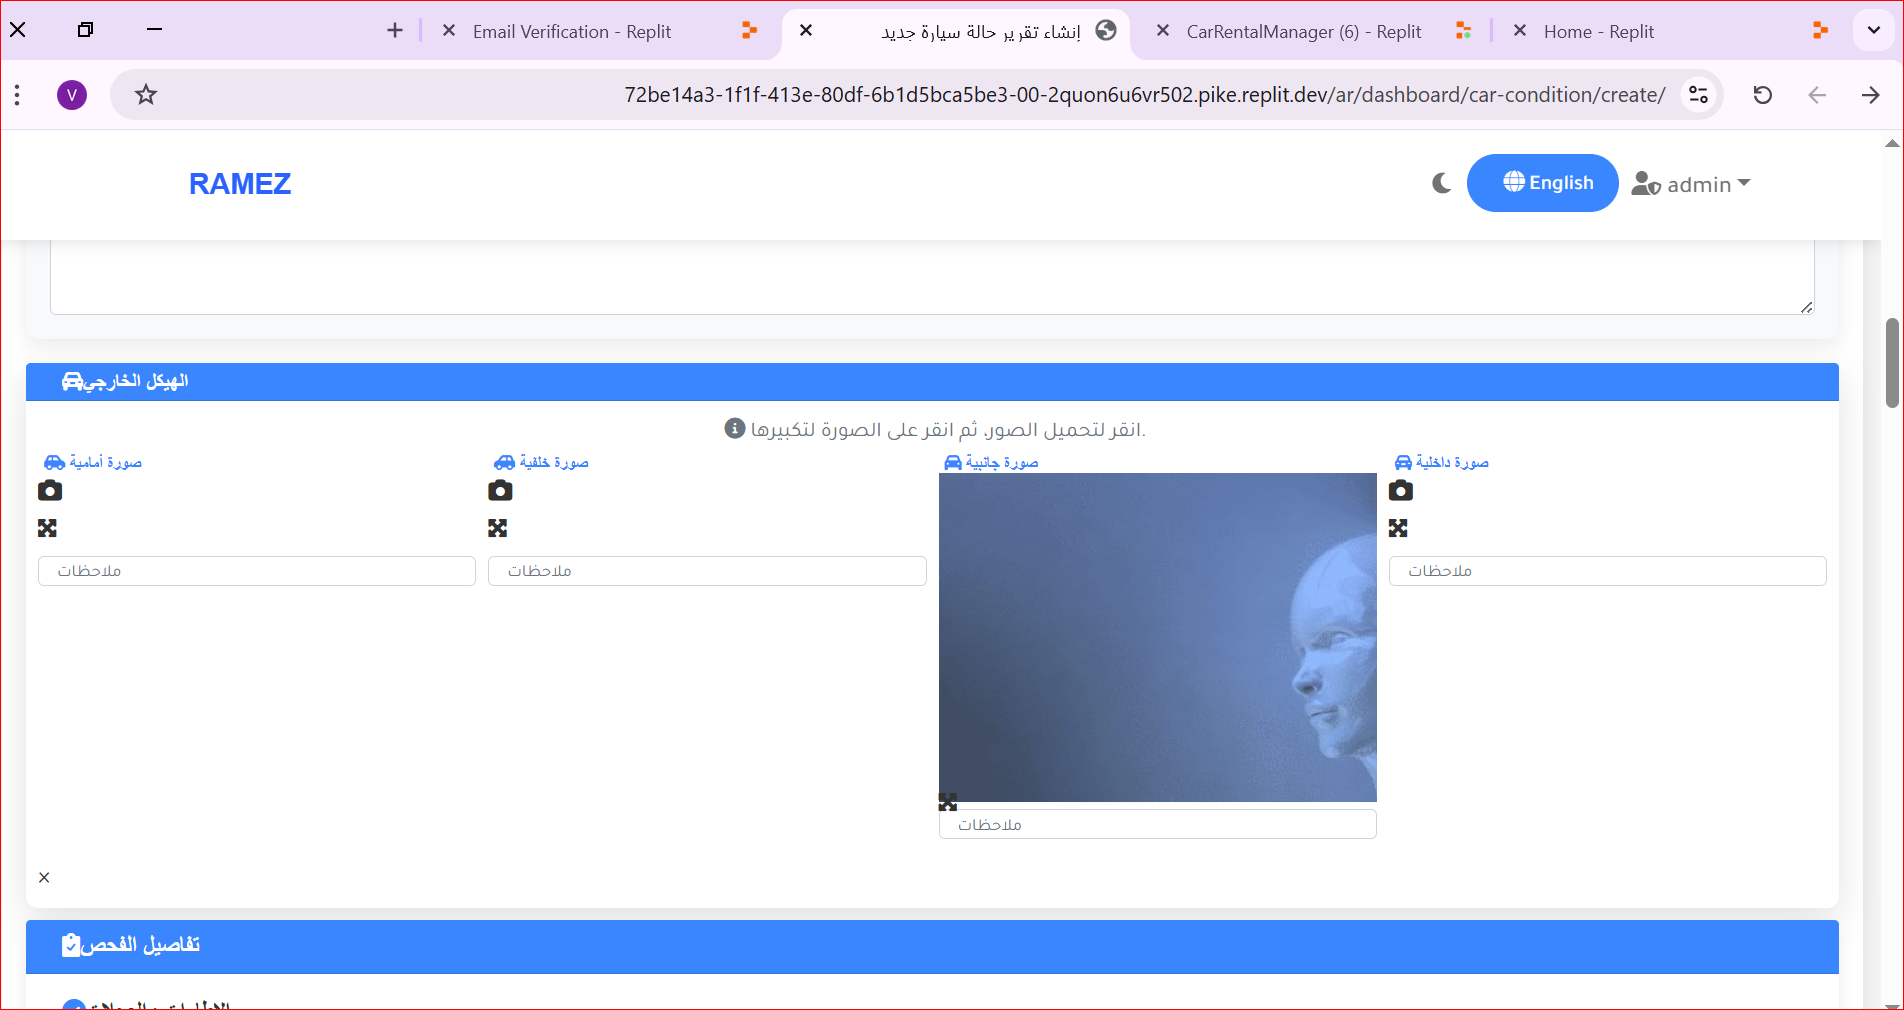 Email Verification - Replit
إنشاء تقرير حالة سيارة جديد
CarRentalManager (6) - Replit
Home - Replit
V
72be14a3-1f1f-413e-80df-6b1d5bca5be3-00-2quon6u6vr502.pike.replit.dev/ar/dashboard/car-condition/create/
RAMEZ
English
admin
الهيكل الخارجي
انقر لتحميل الصور، ثم انقر على الصورة لتكبيرها.
صورة أمامية
صورة خلفية
صورة جانبية
صورة داخلية
ملاحظات
ملاحظات
ملاحظات
ملاحظات
×
تفاصيل الفحص